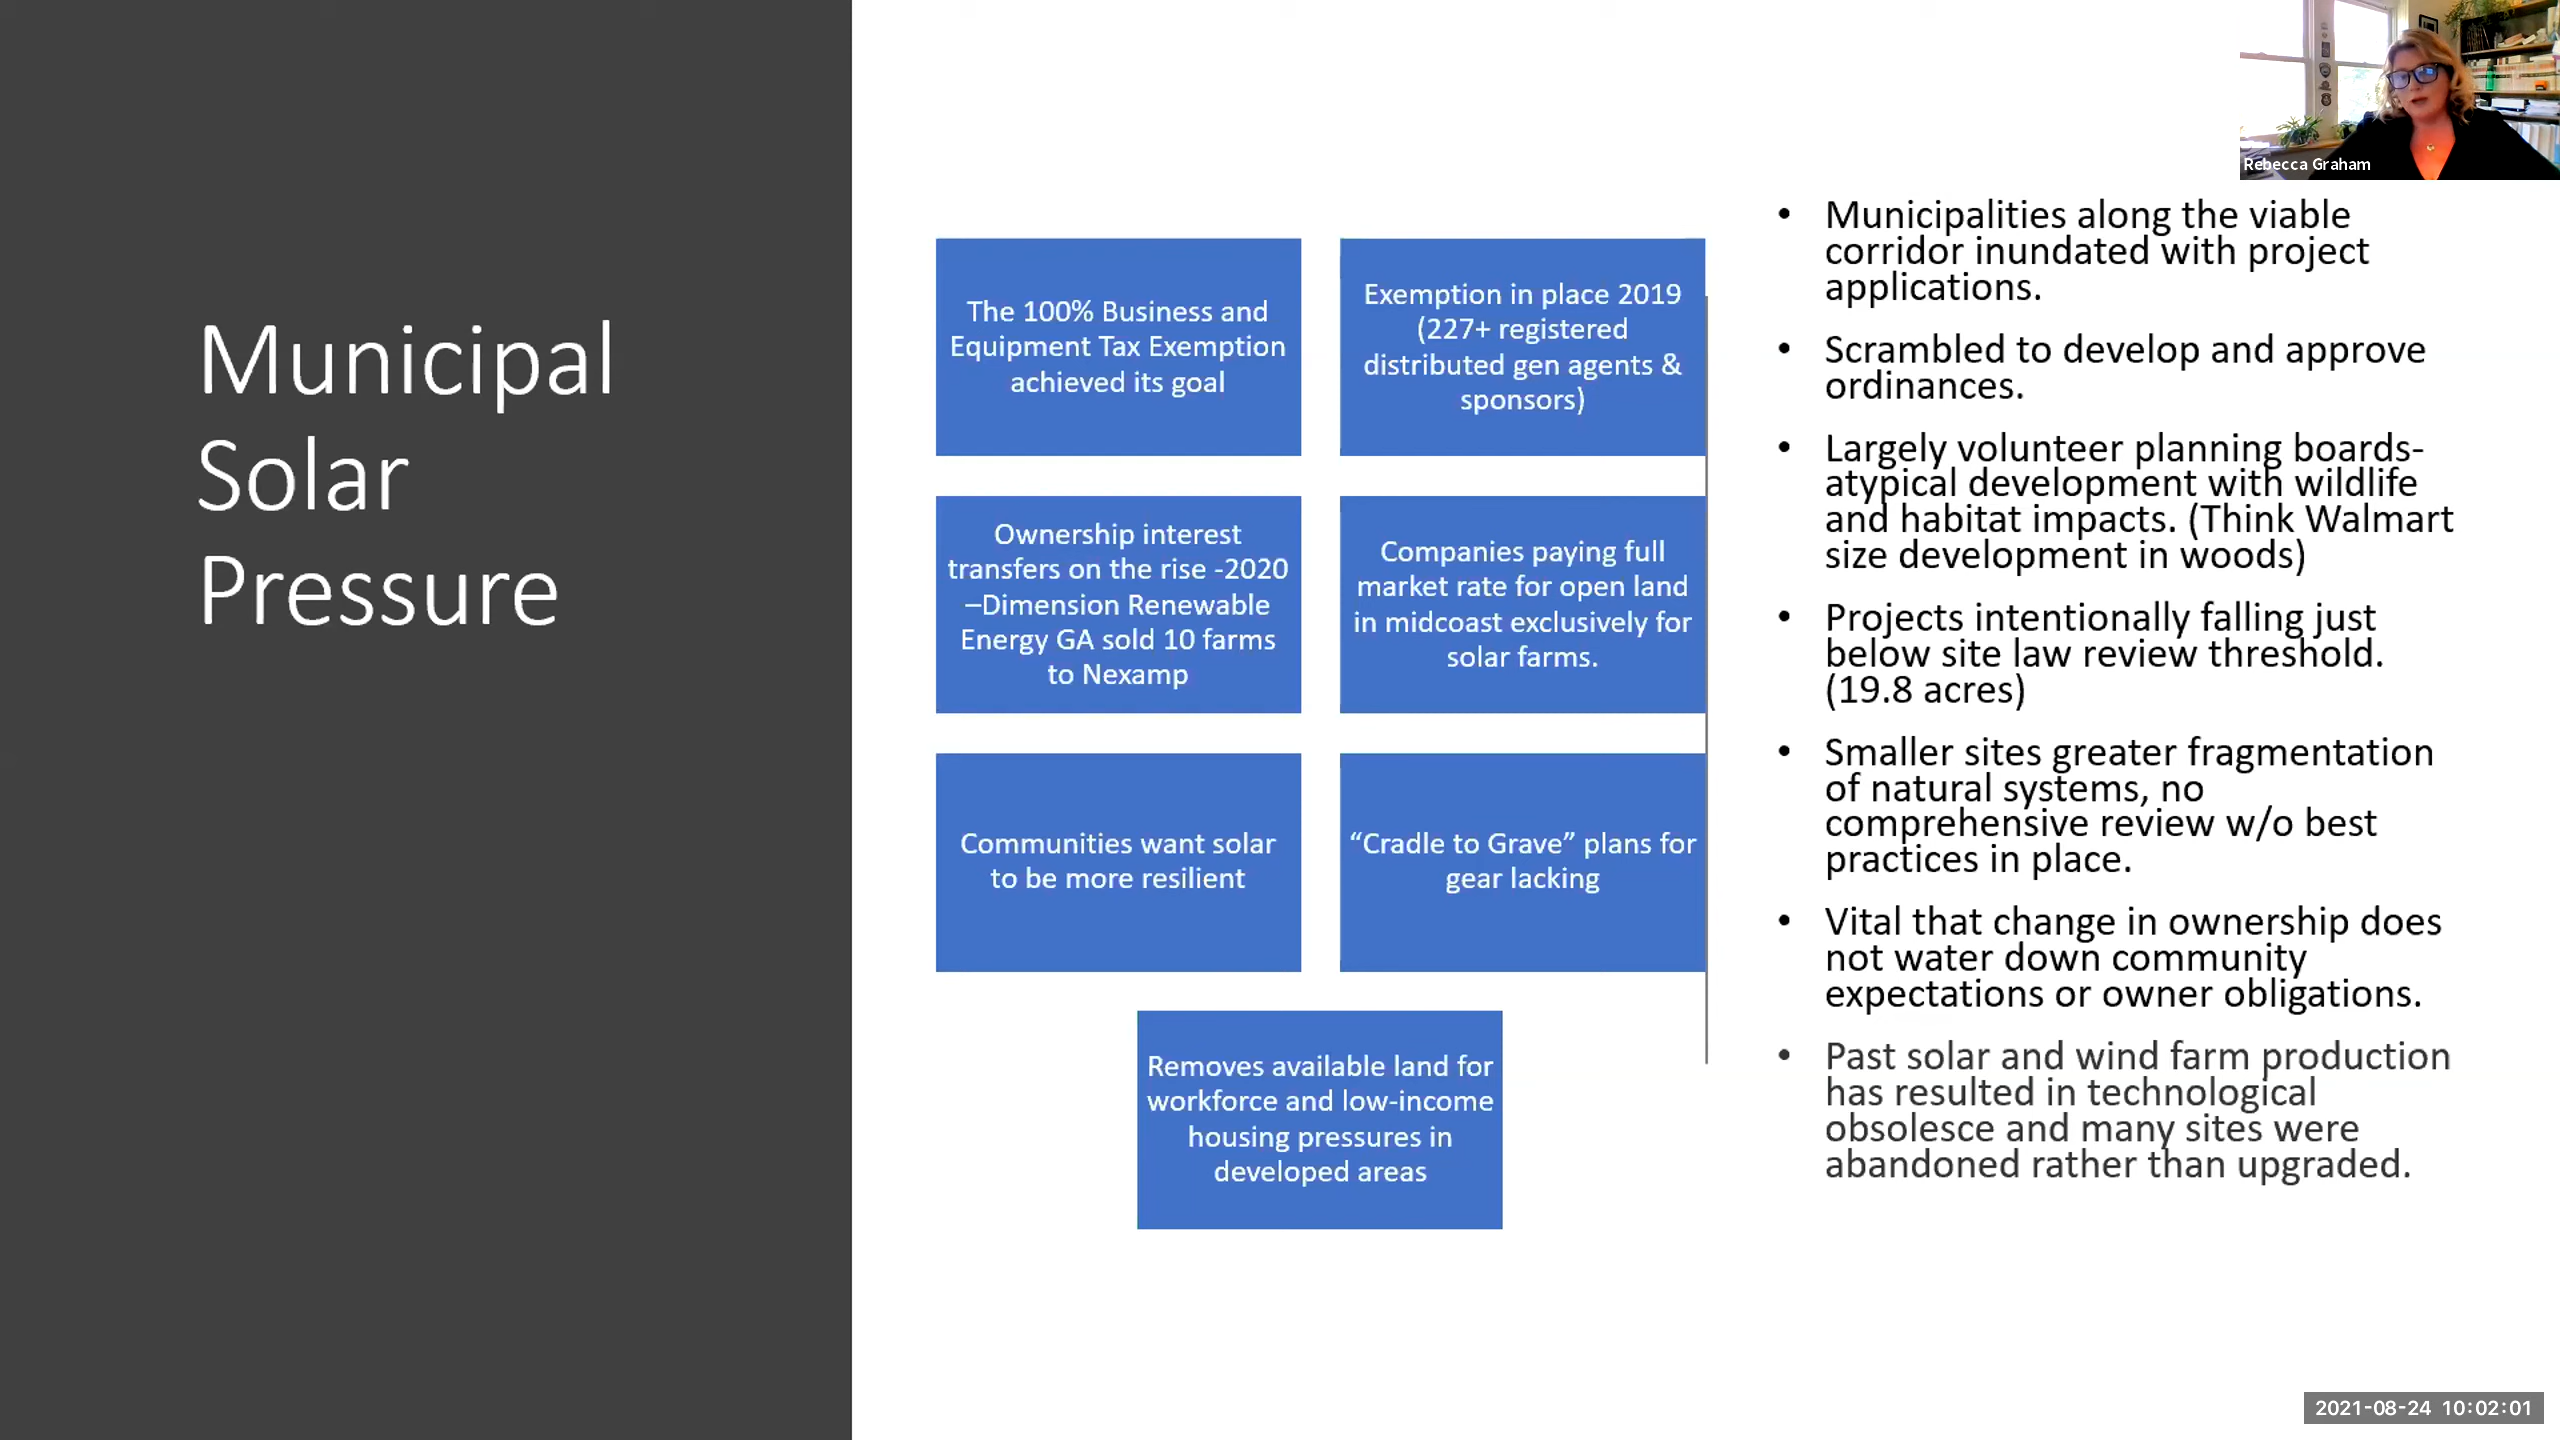 Municipal
Solar
Pressure
The 100% Business and
Equipment Tax Exemption
achieved its goal
Exemption in place 2019
(227+ registered
distributed gen agents &
sponsors)
Ownership interest
transfers on the rise -2020
–Dimension Renewable
Energy GA sold 10 farms
to Nexamp
Companies paying full
market rate for open land
in midcoast exclusively for
solar farms.
Communities want solar
to be more resilient
“Cradle to Grave” plans for
gear lacking
Removes available land for
workforce and low-income
housing pressures in
developed areas
Rebecca Graham
• Municipalities along the viable
corridor inundated with project
applications.
• Scrambled to develop and approve
ordinances.
• Largely volunteer planning boards-
atypical development with wildlife
and habitat impacts. (Think Walmart
size development in woods)
• Projects intentionally falling just
below site law review threshold.
(19.8 acres)
• Smaller sites greater fragmentation
of natural systems, no
comprehensive review w/o best
practices in place.
• Vital that change in ownership does
not water down community
expectations or owner obligations.
• Past solar and wind farm production
has resulted in technological
obsolesce and many sites were
abandoned rather than upgraded.
2021-08-24 10:02:01